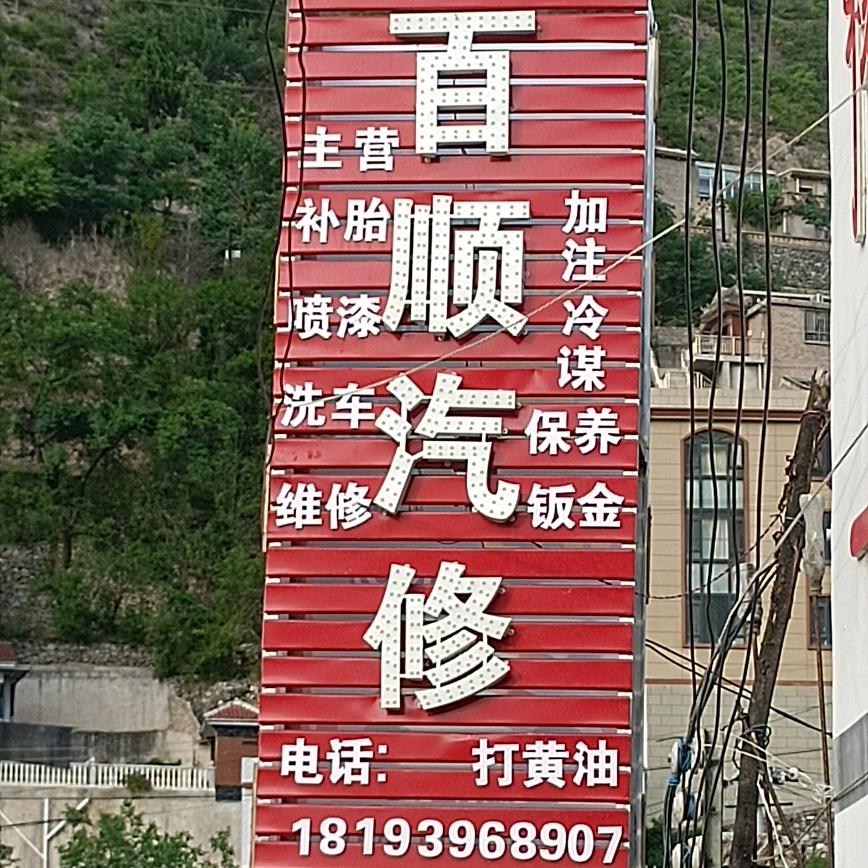 百顺汽修
主营
补胎
喷漆
洗车
维修
加注冷谋
保养
钣金
电话:
打黄油
18193968907